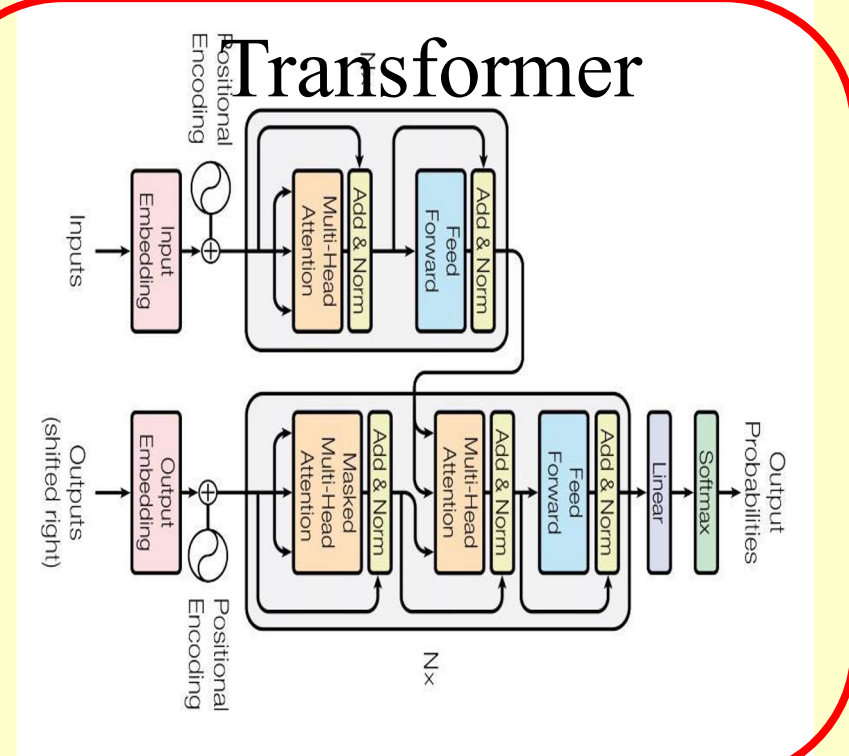 Transformer
Positional
Encoding
Nx
Inputs
Input
Embedding
Multi-Head
Attention
Add & Norm
Feed
Forward
Add & Norm
Outputs
(shifted right)
Output
Embedding
Positional
Encoding
Masked
Multi-Head
Attention
Add & Norm
Multi-Head
Attention
Add & Norm
Feed
Forward
Add & Norm
Nx
Linear
Softmax
Output
Probabilities